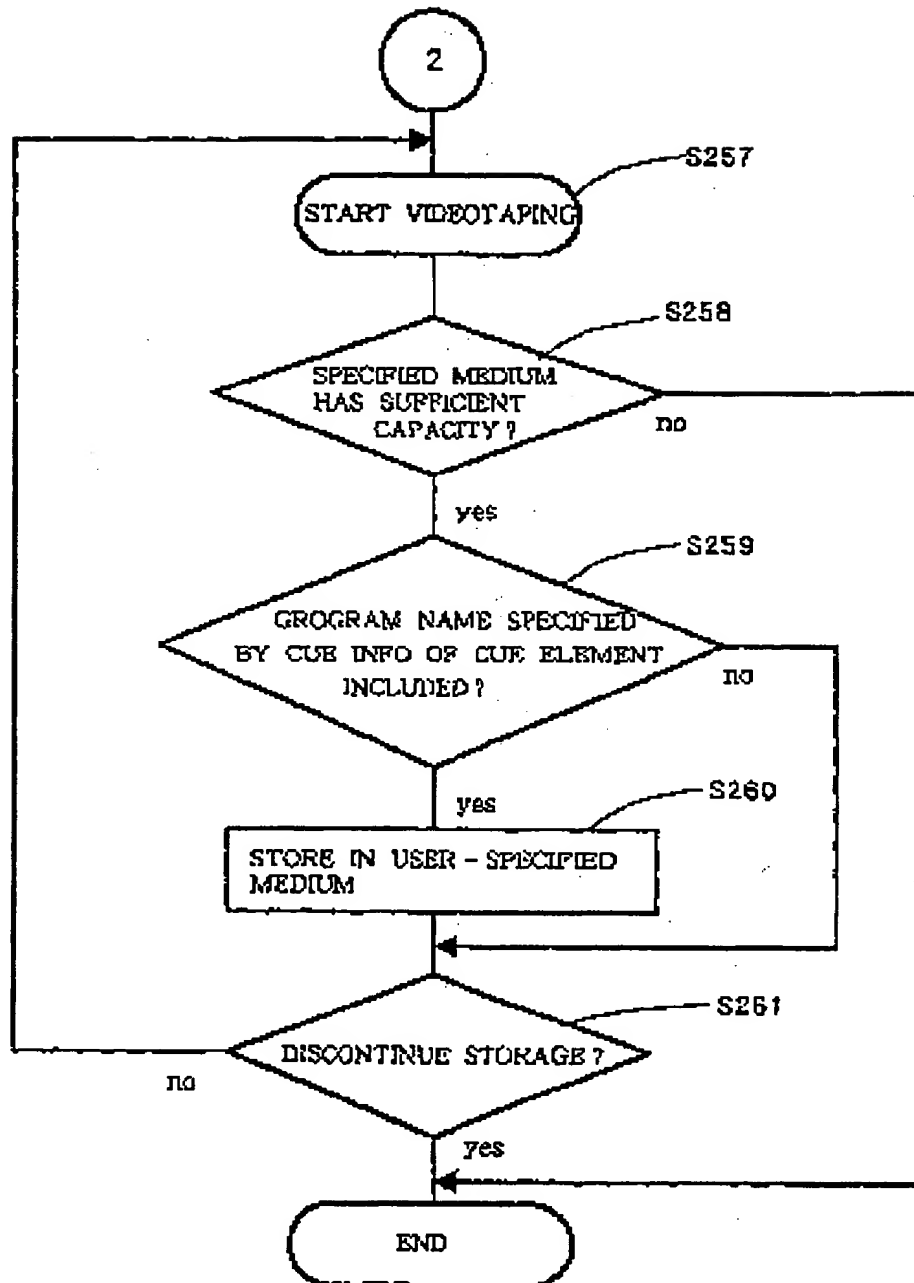 2
S257
START VIDEOTAPING
S258
SPECIFIED MEDIUM
HAS SUFFICIENT
CAPACITY?
no
yes
S259
GROGRAM NAME SPECIFIED
BY CUE INFO OF CUE ELEMENT
INCLUDED?
no
yes
S260
STORE IN USER-SPECIFIED
MEDIUM
S261
DISCONTINUE STORAGE?
no
yes
END